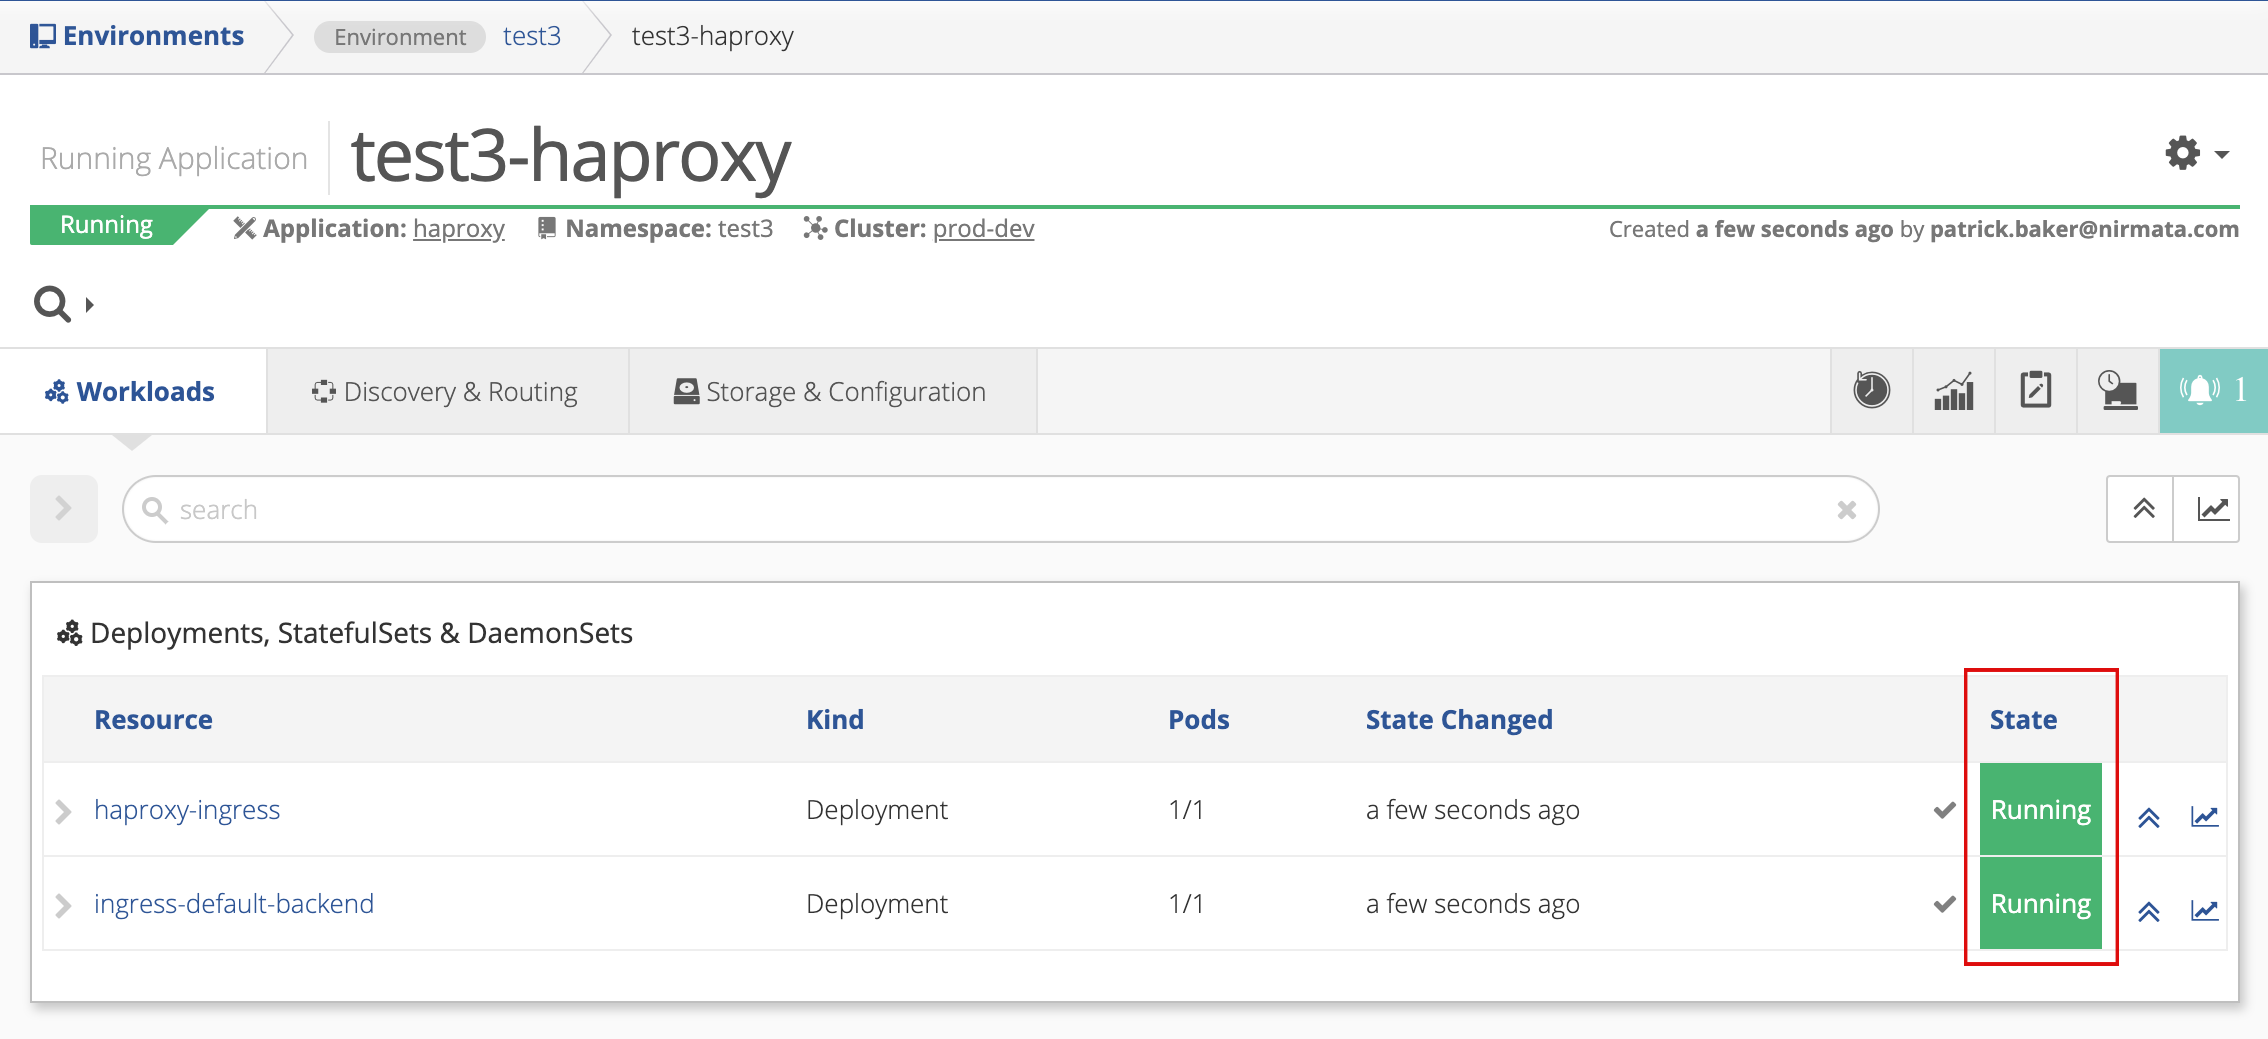 Environments Environment test3 test3-haproxy
Running Application test3-haproxy
Running Application: haproxy Namespace: test3 Cluster: prod-dev Created a few seconds ago by patrick.baker@nirmata.com
Workloads Discovery & Routing Storage & Configuration 1
search
Deployments, StatefulSets & DaemonSets
Resource Kind Pods State Changed State
haproxy-ingress Deployment 1/1 a few seconds ago Running
ingress-default-backend Deployment 1/1 a few seconds ago Running